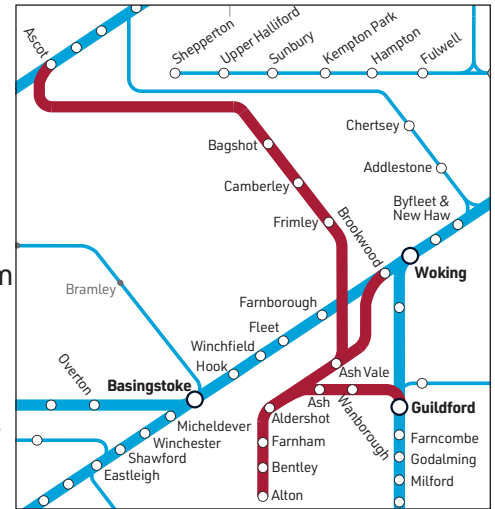 Ascot
Shepperton
Upper Halliford
Sunbury
Kempton Park
Hampton
Fulwell
Chertsey
Addlestone
Byfleet &
New Haw
Bagshot
Camberley
Frimley
Brookwood
Woking
m
Bramley
Farnborough
Fleet
Winchfield
Hook
Overton
Basingstoke
Ash Vale
Ash
Wanborough
Guildford
Aldershot
Micheldever
Winchester
Shawford
Eastleigh
Farnham
Bentley
Alton
Farncombe
Godalming
Milford